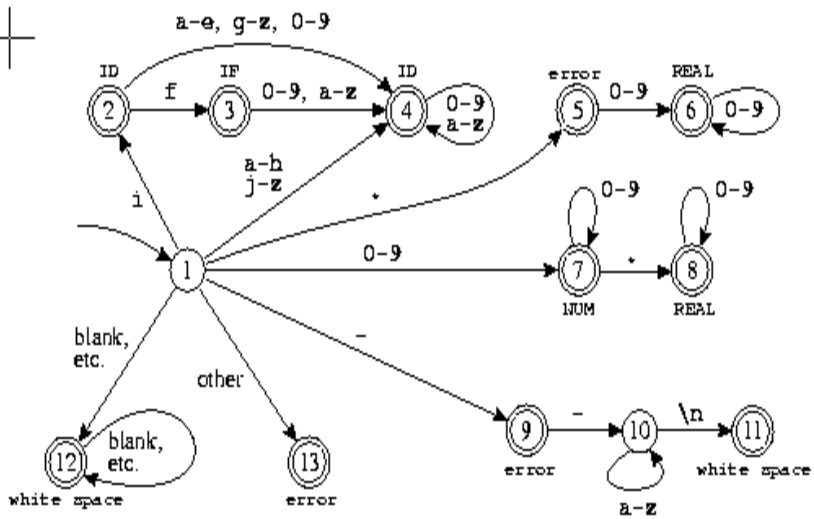 a-e, g-z, 0-9
ID
IF
ID
error
REAL
2
f
3
0-9, a-z
4
0-9
a-z
5
0-9
6
0-9
a-h
j-z
i
.
0-9
0-9
1
0-9
7
.
8
NUM
REAL
blank,
etc.
other
-
12
blank,
etc.
13
9
-
10
\n
11
white space
error
error
white space
a-z